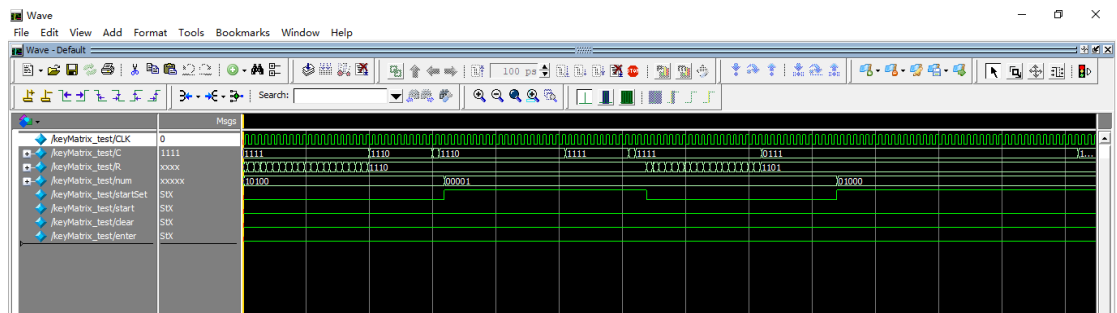 Wave
File Edit View Add Format Tools Bookmarks Window Help
Wave - Default
100 ps
Search:
Msgs
/keyMatrix_test/CLK 0
/keyMatrix_test/C 1111 1111 1110 1110 1111 1111 0111 1...
/keyMatrix_test/R xxxx 1110 1101
/keyMatrix_test/num xxxxx 10100 00001 01000
/keyMatrix_test/startSet StX
/keyMatrix_test/start StX
/keyMatrix_test/clear StX
/keyMatrix_test/enter StX